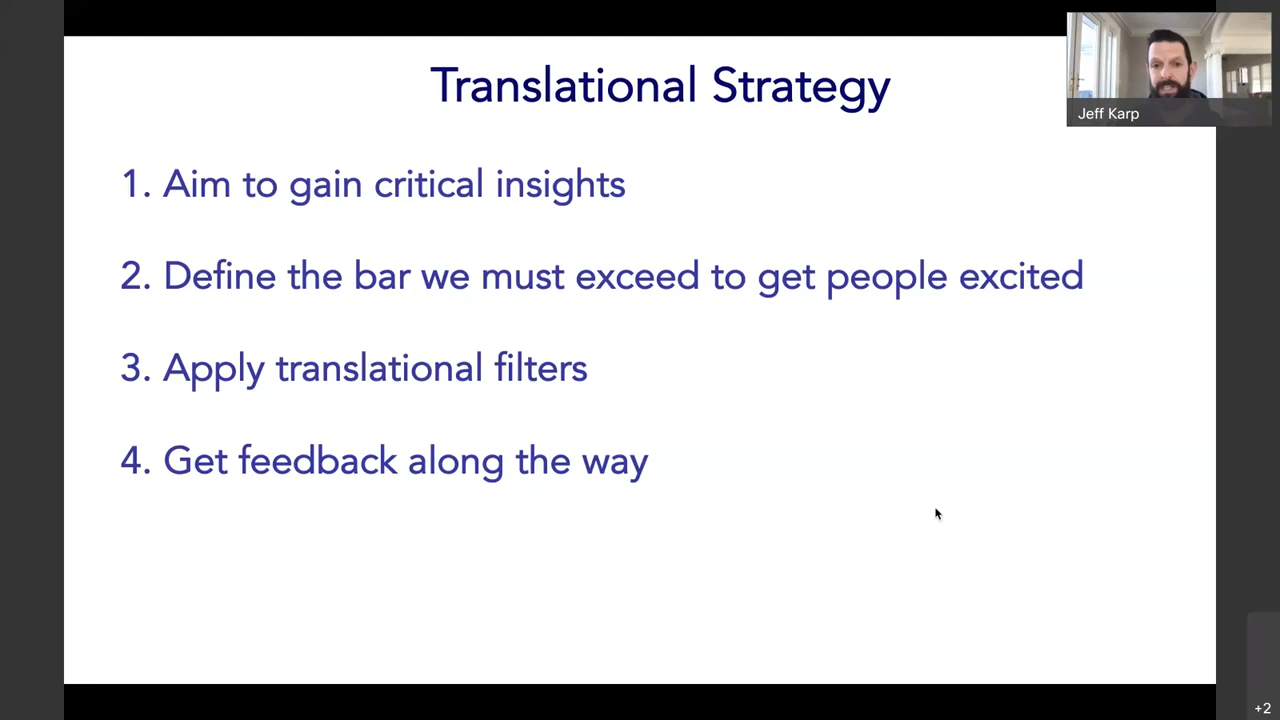 Translational Strategy
Jeff Karp
1. Aim to gain critical insights
2. Define the bar we must exceed to get people excited
3. Apply translational filters
4. Get feedback along the way
+2